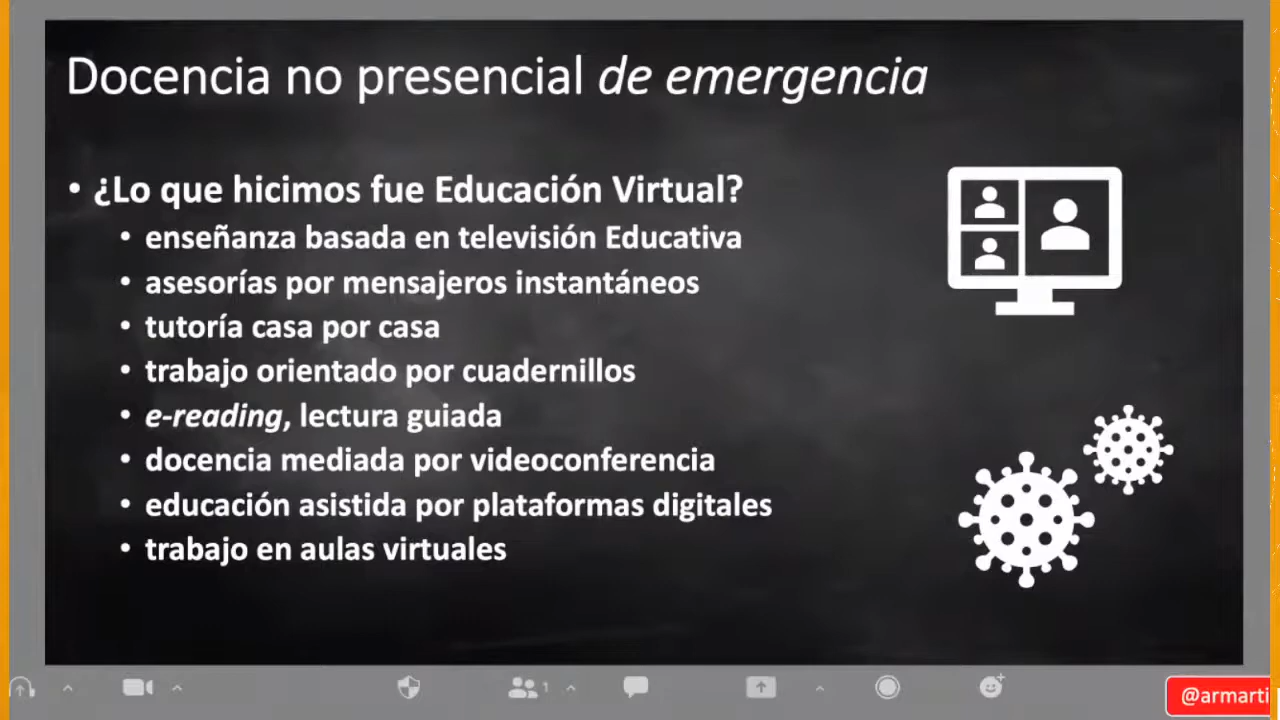 Docencia no presencial de emergencia
• ¿Lo que hicimos fue Educación Virtual?
• enseñanza basada en televisión Educativa
• asesorías por mensajeros instantáneos
• tutoría casa por casa
• trabajo orientado por cuadernillos
• e-reading, lectura guiada
• docencia mediada por videoconferencia
• educación asistida por plataformas digitales
• trabajo en aulas virtuales
1
@armarti